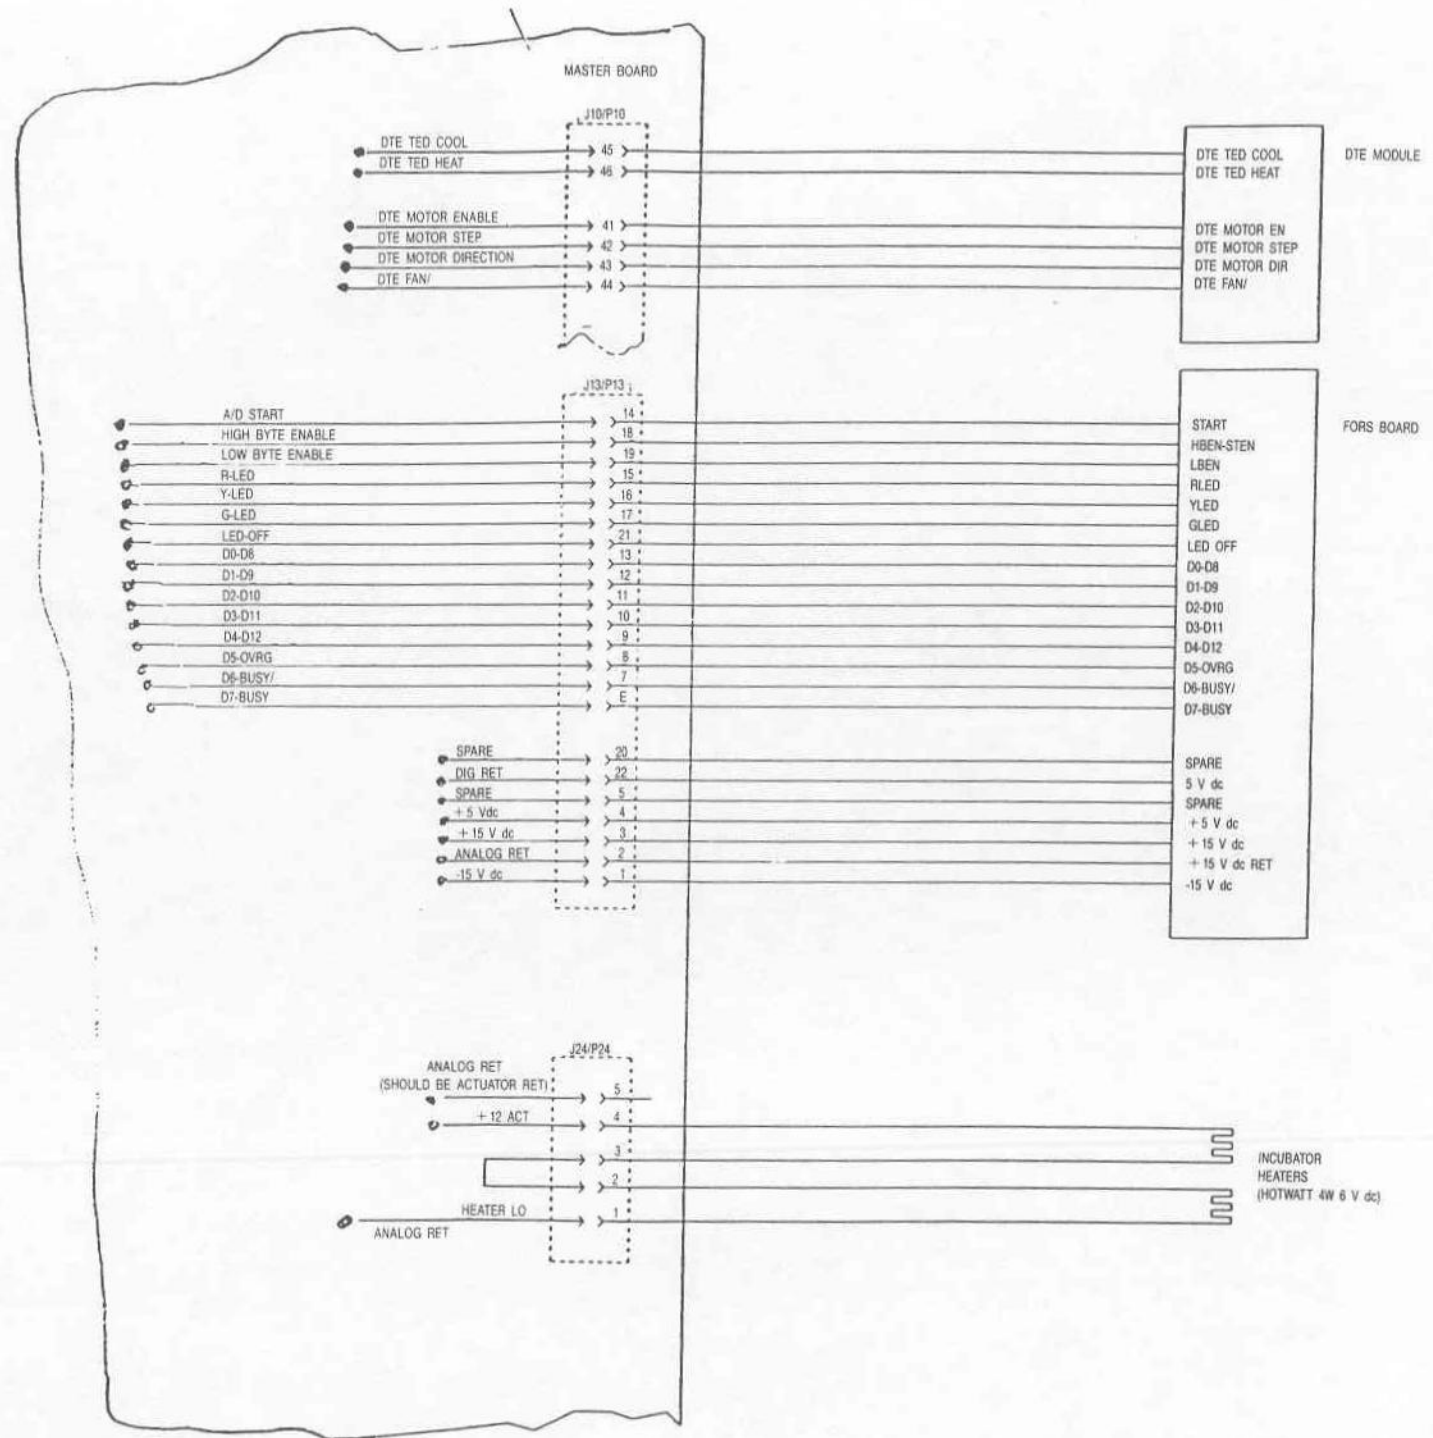 MASTER BOARD
J10/P10
DTE TED COOL 45 DTE TED COOL DTE MODULE
DTE TED HEAT 46 DTE TED HEAT
DTE MOTOR ENABLE 41 DTE MOTOR EN
DTE MOTOR STEP 42 DTE MOTOR STEP
DTE MOTOR DIRECTION 43 DTE MOTOR DIR
DTE FAN/ 44 DTE FAN/
J13/P13
A/D START 14 START FORS BOARD
HIGH BYTE ENABLE 18 HBEN-STEN
LOW BYTE ENABLE 19 LBEN
R-LED 15 RLED
Y-LED 16 YLED
G-LED 17 GLED
LED-OFF 21 LED OFF
D0-D8 13 D0-D8
D1-D9 12 D1-D9
D2-D10 11 D2-D10
D3-D11 10 D3-D11
D4-D12 9 D4-D12
D5-OVRG 8 D5-OVRG
D6-BUSY/ 7 D6-BUSY/
D7-BUSY E D7-BUSY
SPARE 20 SPARE
DIG RET 22 5 V dc
SPARE 5 SPARE
+ 5 Vdc 4 + 5 V dc
+ 15 V dc 3 + 15 V dc
ANALOG RET 2 + 15 V dc RET
-15 V dc 1 -15 V dc
J24/P24
ANALOG RET
(SHOULD BE ACTUATOR RET) 5
+ 12 ACT 4
3 INCUBATOR
2 HEATERS
(HOTWATT 4W 6 V dc)
HEATER LO 1
ANALOG RET